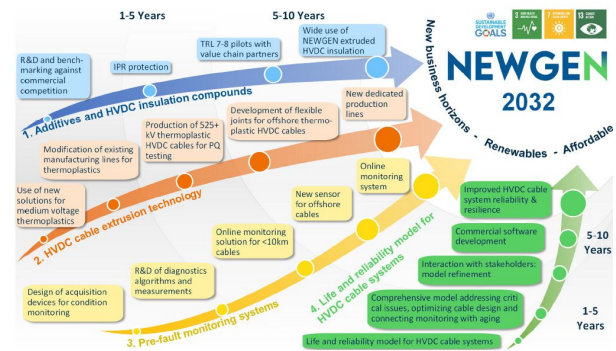 1-5 Years
5-10 Years
SUSTAINABLE
DEVELOPMENT
GOALS
R&D and bench-
marking against
commercial
competition
IPR protection
TRL 7-8 pilots with
value chain partners
Wide use of
NEWGEN extruded
HVDC insulation
1. Additives and HVDC insulation compounds
New business horizons - Renewables - Affordable
NEWGEN
2032
Use of new
solutions for
medium voltage
thermoplastics
Modification of existing
manufacturing lines for
thermoplastics
Production of 525+
kV thermoplastic
HVDC cables for PQ
testing
Development of flexible
joints for offshore thermo-
plastic HVDC cables
New dedicated
production
lines
2. HVDC cable extrusion technology
Design of acquisition
devices for condition
monitoring
R&D of diagnostics
algorithms and
measurements
Online monitoring
solution for <10km
cables
New sensor
for offshore
cables
Online
monitoring
system
3. Pre-fault monitoring systems
4. Life and reliability model for
HVDC cable systems
Improved HVDC cable
system reliability &
resilience
Commercial software
development
Interaction with stakeholders:
model refinement
Comprehensive model addressing criti
cal issues, optimizing cable design and
connecting monitoring with aging
Life and reliability model for HVDC cable systems
5-10
Years
1-5
Years